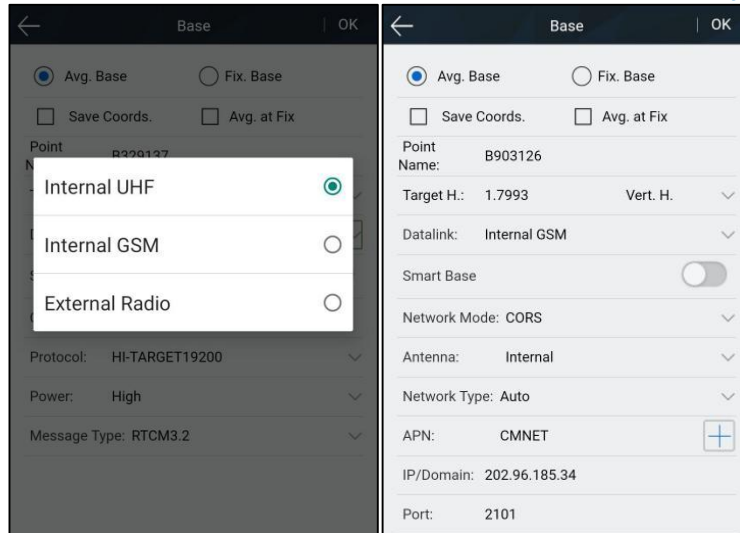 Base OK
Avg. Base Fix. Base
Save Coords. Avg. at Fix
Point
B329137
Internal UHF
Internal GSM
External Radio
Protocol: HI-TARGET19200
Power: High
Message Type: RTCM3.2
Base OK
Avg. Base Fix. Base
Save Coords. Avg. at Fix
Point
Name: B903126
Target H.: 1.7993 Vert. H.
Datalink: Internal GSM
Smart Base
Network Mode: CORS
Antenna: Internal
Network Type: Auto
APN: CMNET
IP/Domain: 202.96.185.34
Port: 2101